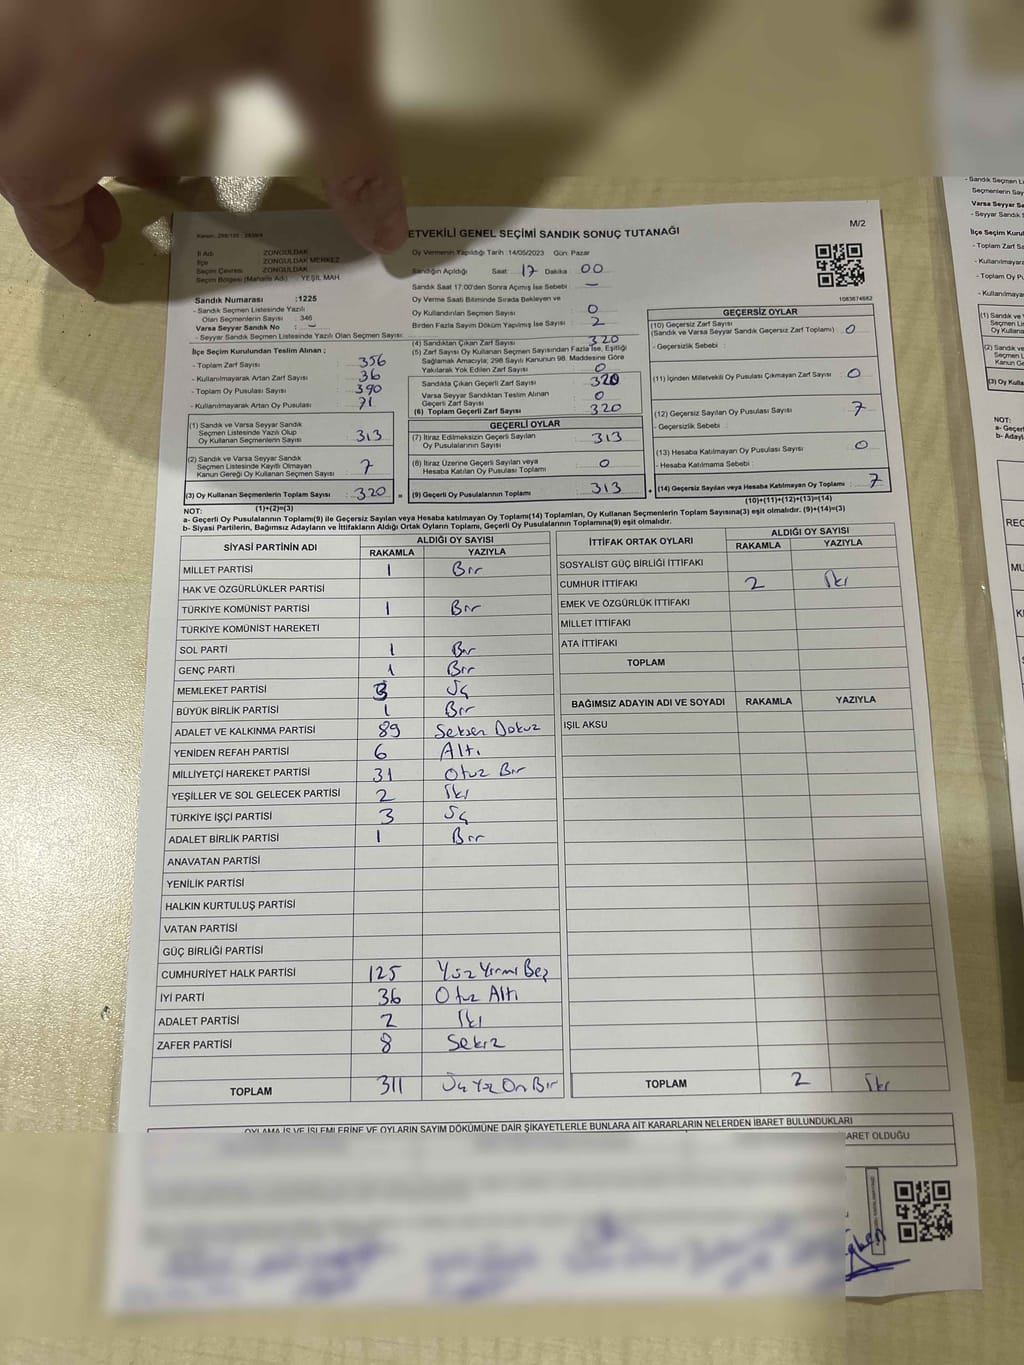 ETVEKİLİ GENEL SEÇİMİ SANDIK SONUÇ TUTANAĞI
M/2
İl Adı : ZONGULDAK
İlçe : ZONGULDAK MERKEZ
Seçim Çevresi : ZONGULDAK
Seçim Bölgesi (Mahalle Adı) : YEŞİL MAH.
Sandık Numarası : 1225
- Sandık Seçmen Listesinde Yazılı
Olan Seçmenlerin Sayısı : 346
Varsa Seyyar Sandık No : –
- Seyyar Sandık Seçmen Listesinde Yazılı Olan Seçmen Sayısı:
Oy Vermenin Yapıldığı Tarih : 14/05/2023 Gün: Pazar
Sandığın Açıldığı Saat: 17 Dakika : 00
Sandık Saat 17:00'den Sonra Açılmış İse Sebebi : –
Oy Verme Saati Bitiminde Sırada Bekleyen ve
Oy Kullandırılan Seçmen Sayısı : 0
Birden Fazla Sayım Döküm Yapılmış İse Sayısı : 2
1083674682
İlçe Seçim Kurulundan Teslim Alınan ;
- Toplam Zarf Sayısı : 356
- Kullanılmayarak Artan Zarf Sayısı : 36
- Toplam Oy Pusulası Sayısı : 390
- Kullanılmayarak Artan Oy Pusulası : 71
(1) Sandık ve Varsa Seyyar Sandık
Seçmen Listesinde Yazılı Olup
Oy Kullanan Seçmenlerin Sayısı : 313
(2) Sandık ve Varsa Seyyar Sandık
Seçmen Listesinde Kayıtlı Olmayan
Kanun Gereği Oy Kullanan Seçmen Sayısı : 7
(3) Oy Kullanan Seçmenlerin Toplam Sayısı : 320
(1)+(2)=(3)
(4) Sandıktan Çıkan Zarf Sayısı : 320
(5) Zarf Sayısı Oy Kullanan Seçmen Sayısından Fazla İse, Eşitliği
Sağlamak Amacıyla; 298 Sayılı Kanunun 98. Maddesine Göre
Yakılarak Yok Edilen Zarf Sayısı : 0
Sandıkta Çıkan Geçerli Zarf Sayısı : 320
Varsa Seyyar Sandıktan Teslim Alınan
Geçerli Zarf Sayısı : 0
(6) Toplam Geçerli Zarf Sayısı : 320
GEÇERLİ OYLAR
(7) İtiraz Edilmeksizin Geçerli Sayılan
Oy Pusulalarının Sayısı : 313
(8) İtiraz Üzerine Geçerli Sayılan veya
Hesaba Katılan Oy Pusulası Toplamı : 0
(9) Geçerli Oy Pusulalarının Toplamı : 313
GEÇERSİZ OYLAR
(10) Geçersiz Zarf Sayısı
(Sandık ve Varsa Seyyar Sandık Geçersiz Zarf Toplamı) : 0
- Geçersizlik Sebebi :
(11) İçinden Milletvekili Oy Pusulası Çıkmayan Zarf Sayısı : 0
(12) Geçersiz Sayılan Oy Pusulası Sayısı : 7
- Geçersizlik Sebebi :
(13) Hesaba Katılmayan Oy Pusulası Sayısı : 0
- Hesaba Katılmama Sebebi :
(14) Geçersiz Sayılan veya Hesaba Katılmayan Oy Toplamı : 7
(10)+(11)+(12)+(13)=(14)
NOT:
a- Geçerli Oy Pusulalarının Toplamı(9) ile Geçersiz Sayılan veya Hesaba katılmayan Oy Toplamı(14) Toplamları, Oy Kullanan Seçmenlerin Toplam Sayısına(3) eşit olmalıdır. (9)+(14)=(3)
b- Siyasi Partilerin, Bağımsız Adayların ve İttifakların Aldığı Ortak Oyların Toplamı, Geçerli Oy Pusulalarının Toplamına(9) eşit olmalıdır.
SİYASİ PARTİNİN ADI ALDIĞI OY SAYISI
RAKAMLA YAZIYLA
MİLLET PARTİSİ 1 Bir
HAK VE ÖZGÜRLÜKLER PARTİSİ
TÜRKİYE KOMÜNİST PARTİSİ 1 Bir
TÜRKİYE KOMÜNİST HAREKETİ
SOL PARTİ 1 Bir
GENÇ PARTİ 1 Bir
MEMLEKET PARTİSİ 3 Üç
BÜYÜK BİRLİK PARTİSİ 1 Bir
ADALET VE KALKINMA PARTİSİ 89 Seksen Dokuz
YENİDEN REFAH PARTİSİ 6 Altı
MİLLİYETÇİ HAREKET PARTİSİ 31 Otuz Bir
YEŞİLLER VE SOL GELECEK PARTİSİ 2 İki
TÜRKİYE İŞÇİ PARTİSİ 3 Üç
ADALET BİRLİK PARTİSİ 1 Bir
ANAVATAN PARTİSİ
YENİLİK PARTİSİ
HALKIN KURTULUŞ PARTİSİ
VATAN PARTİSİ
GÜÇ BİRLİĞİ PARTİSİ
CUMHURİYET HALK PARTİSİ 125 Yüz Yirmi Beş
İYİ PARTİ 36 Otuz Altı
ADALET PARTİSİ 2 İki
ZAFER PARTİSİ 8 Sekiz
TOPLAM 311 Üç Yüz On Bir
İTTİFAK ORTAK OYLARI ALDIĞI OY SAYISI
RAKAMLA YAZIYLA
SOSYALİST GÜÇ BİRLİĞİ İTTİFAKI
CUMHUR İTTİFAKI 2 İki
EMEK VE ÖZGÜRLÜK İTTİFAKI
MİLLET İTTİFAKI
ATA İTTİFAKI
TOPLAM
BAĞIMSIZ ADAYIN ADI VE SOYADI RAKAMLA YAZIYLA
IŞIL AKSU
TOPLAM 2 İki
OYLAMA İŞ VE İŞLEMLERİNE VE OYLARIN SAYIM DÖKÜMÜNE DAİR ŞİKAYETLERLE BUNLARA AİT KARARLARIN NELERDEN İBARET BULUNDUKLARI
ARET OLDUĞU